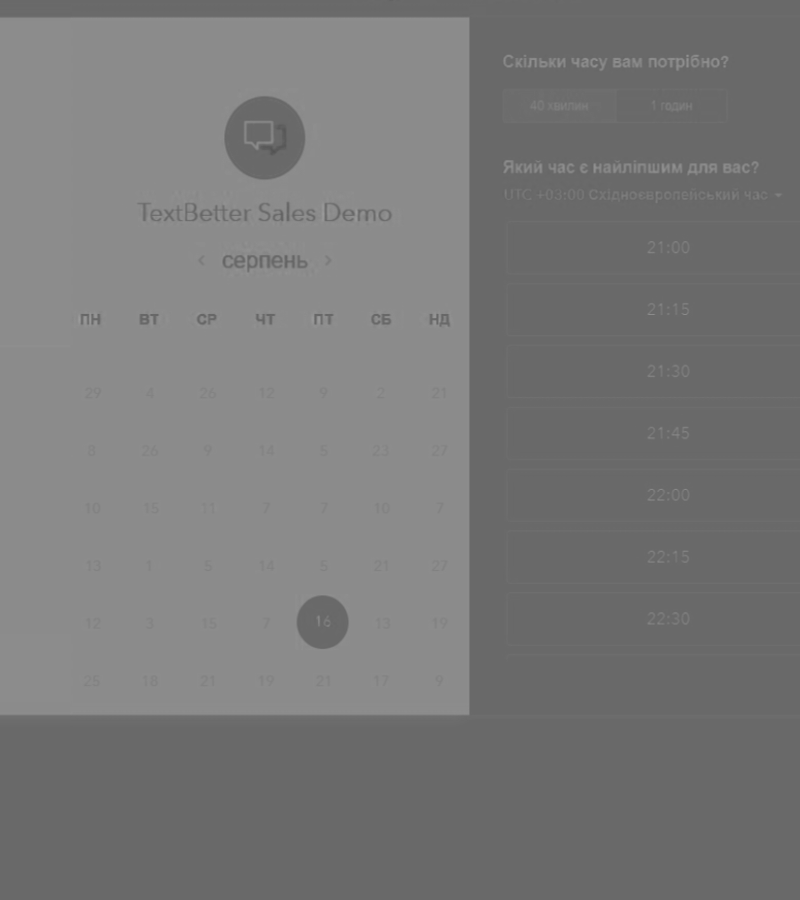 TextBetter Sales Demo
‹ серпень ›
ПН ВТ СР ЧТ ПТ СБ НД
29 4 26 12 9 2 21
8 26 9 14 5 23 27
10 15 11 7 7 10 7
13 1 5 14 5 21 27
12 3 15 7 16 13 19
25 18 21 19 21 17 9
Скільки часу вам потрібно?
40 хвилин 1 годин
Який час є найліпшим для вас?
UTC +03:00 Східноєвропейський час
21:00
21:15
21:30
21:45
22:00
22:15
22:30